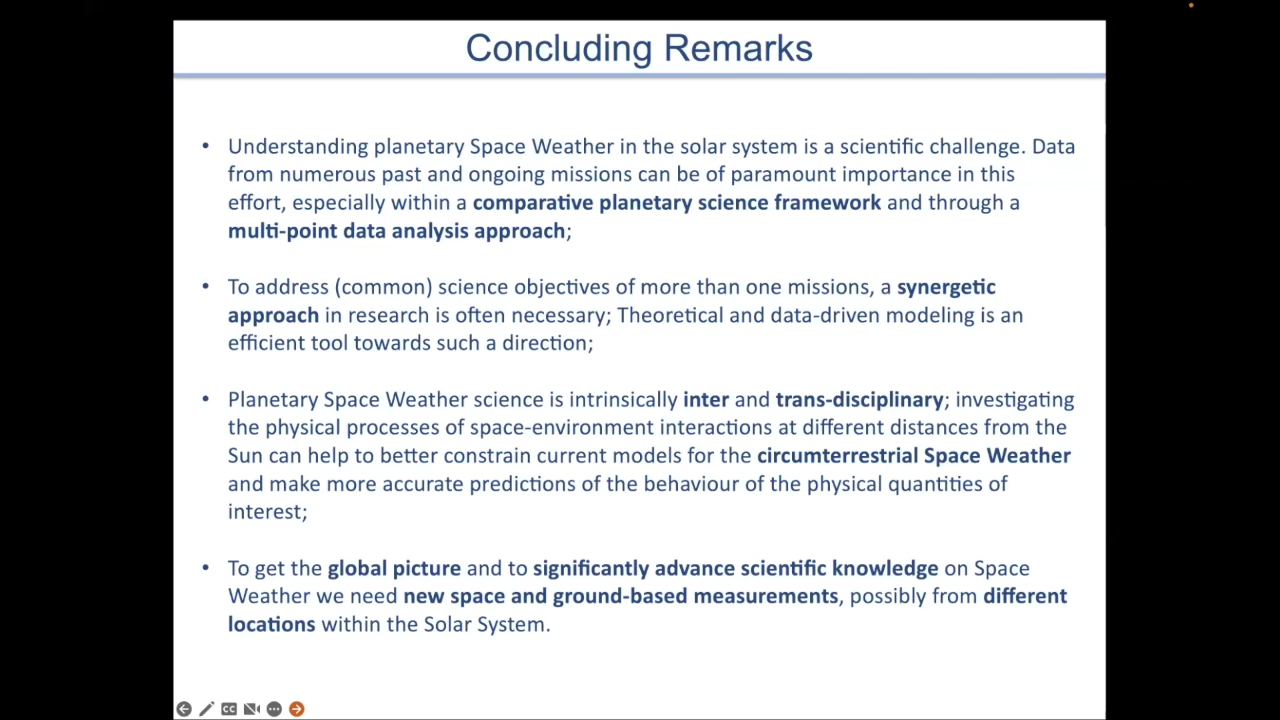 Concluding Remarks
• Understanding planetary Space Weather in the solar system is a scientific challenge. Data
from numerous past and ongoing missions can be of paramount importance in this
effort, especially within a comparative planetary science framework and through a
multi-point data analysis approach;
• To address (common) science objectives of more than one missions, a synergetic
approach in research is often necessary; Theoretical and data-driven modeling is an
efficient tool towards such a direction;
• Planetary Space Weather science is intrinsically inter and trans-disciplinary; investigating
the physical processes of space-environment interactions at different distances from the
Sun can help to better constrain current models for the circumterrestrial Space Weather
and make more accurate predictions of the behaviour of the physical quantities of
interest;
• To get the global picture and to significantly advance scientific knowledge on Space
Weather we need new space and ground-based measurements, possibly from different
locations within the Solar System.
CC